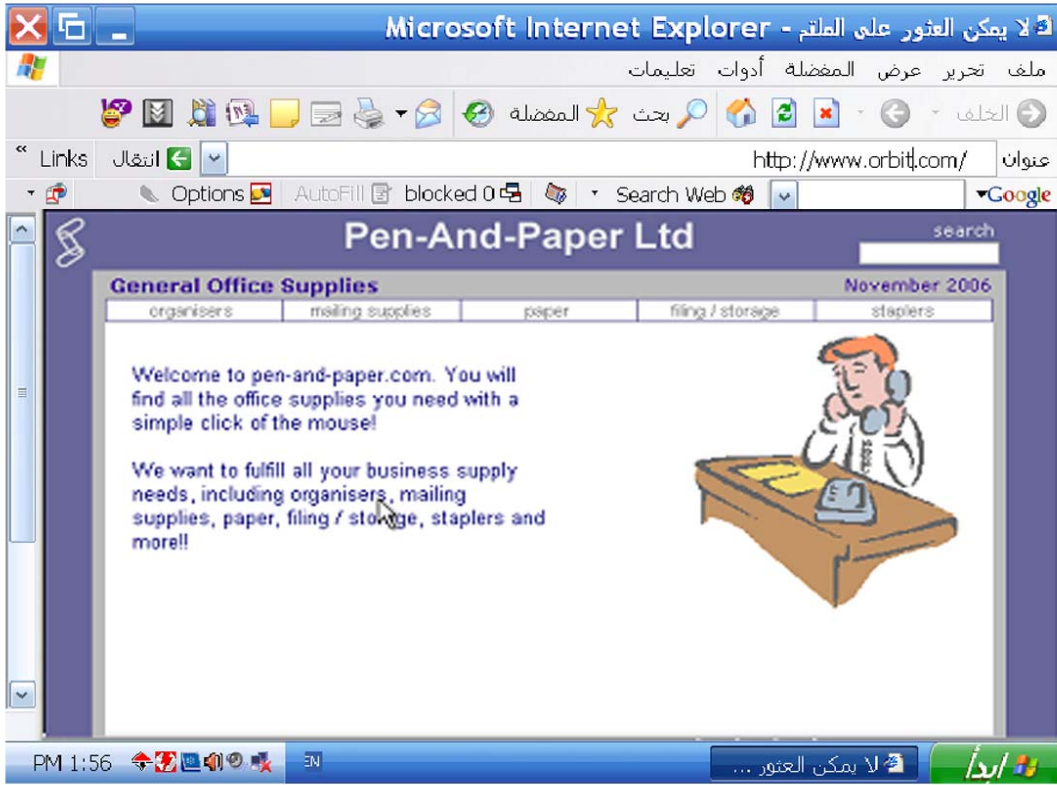 لا يمكن العثور على الملتم - Microsoft Internet Explorer
ملف تحرير عرض المفضلة أدوات تعليمات
الخلف بحث المفضلة
عنوان http://www.orbit.com/ انتقال Links
Google Search Web blocked 0 AutoFill Options
Pen-And-Paper Ltd
search
General Office Supplies November 2006
organisers mailing supplies paper filing / storage staplers
Welcome to pen-and-paper.com. You will
find all the office supplies you need with a
simple click of the mouse!
We want to fulfill all your business supply
needs, including organisers, mailing
supplies, paper, filing / storage, staplers and
more!!
ابدأ
لا يمكن العثور ...
EN
PM 1:56